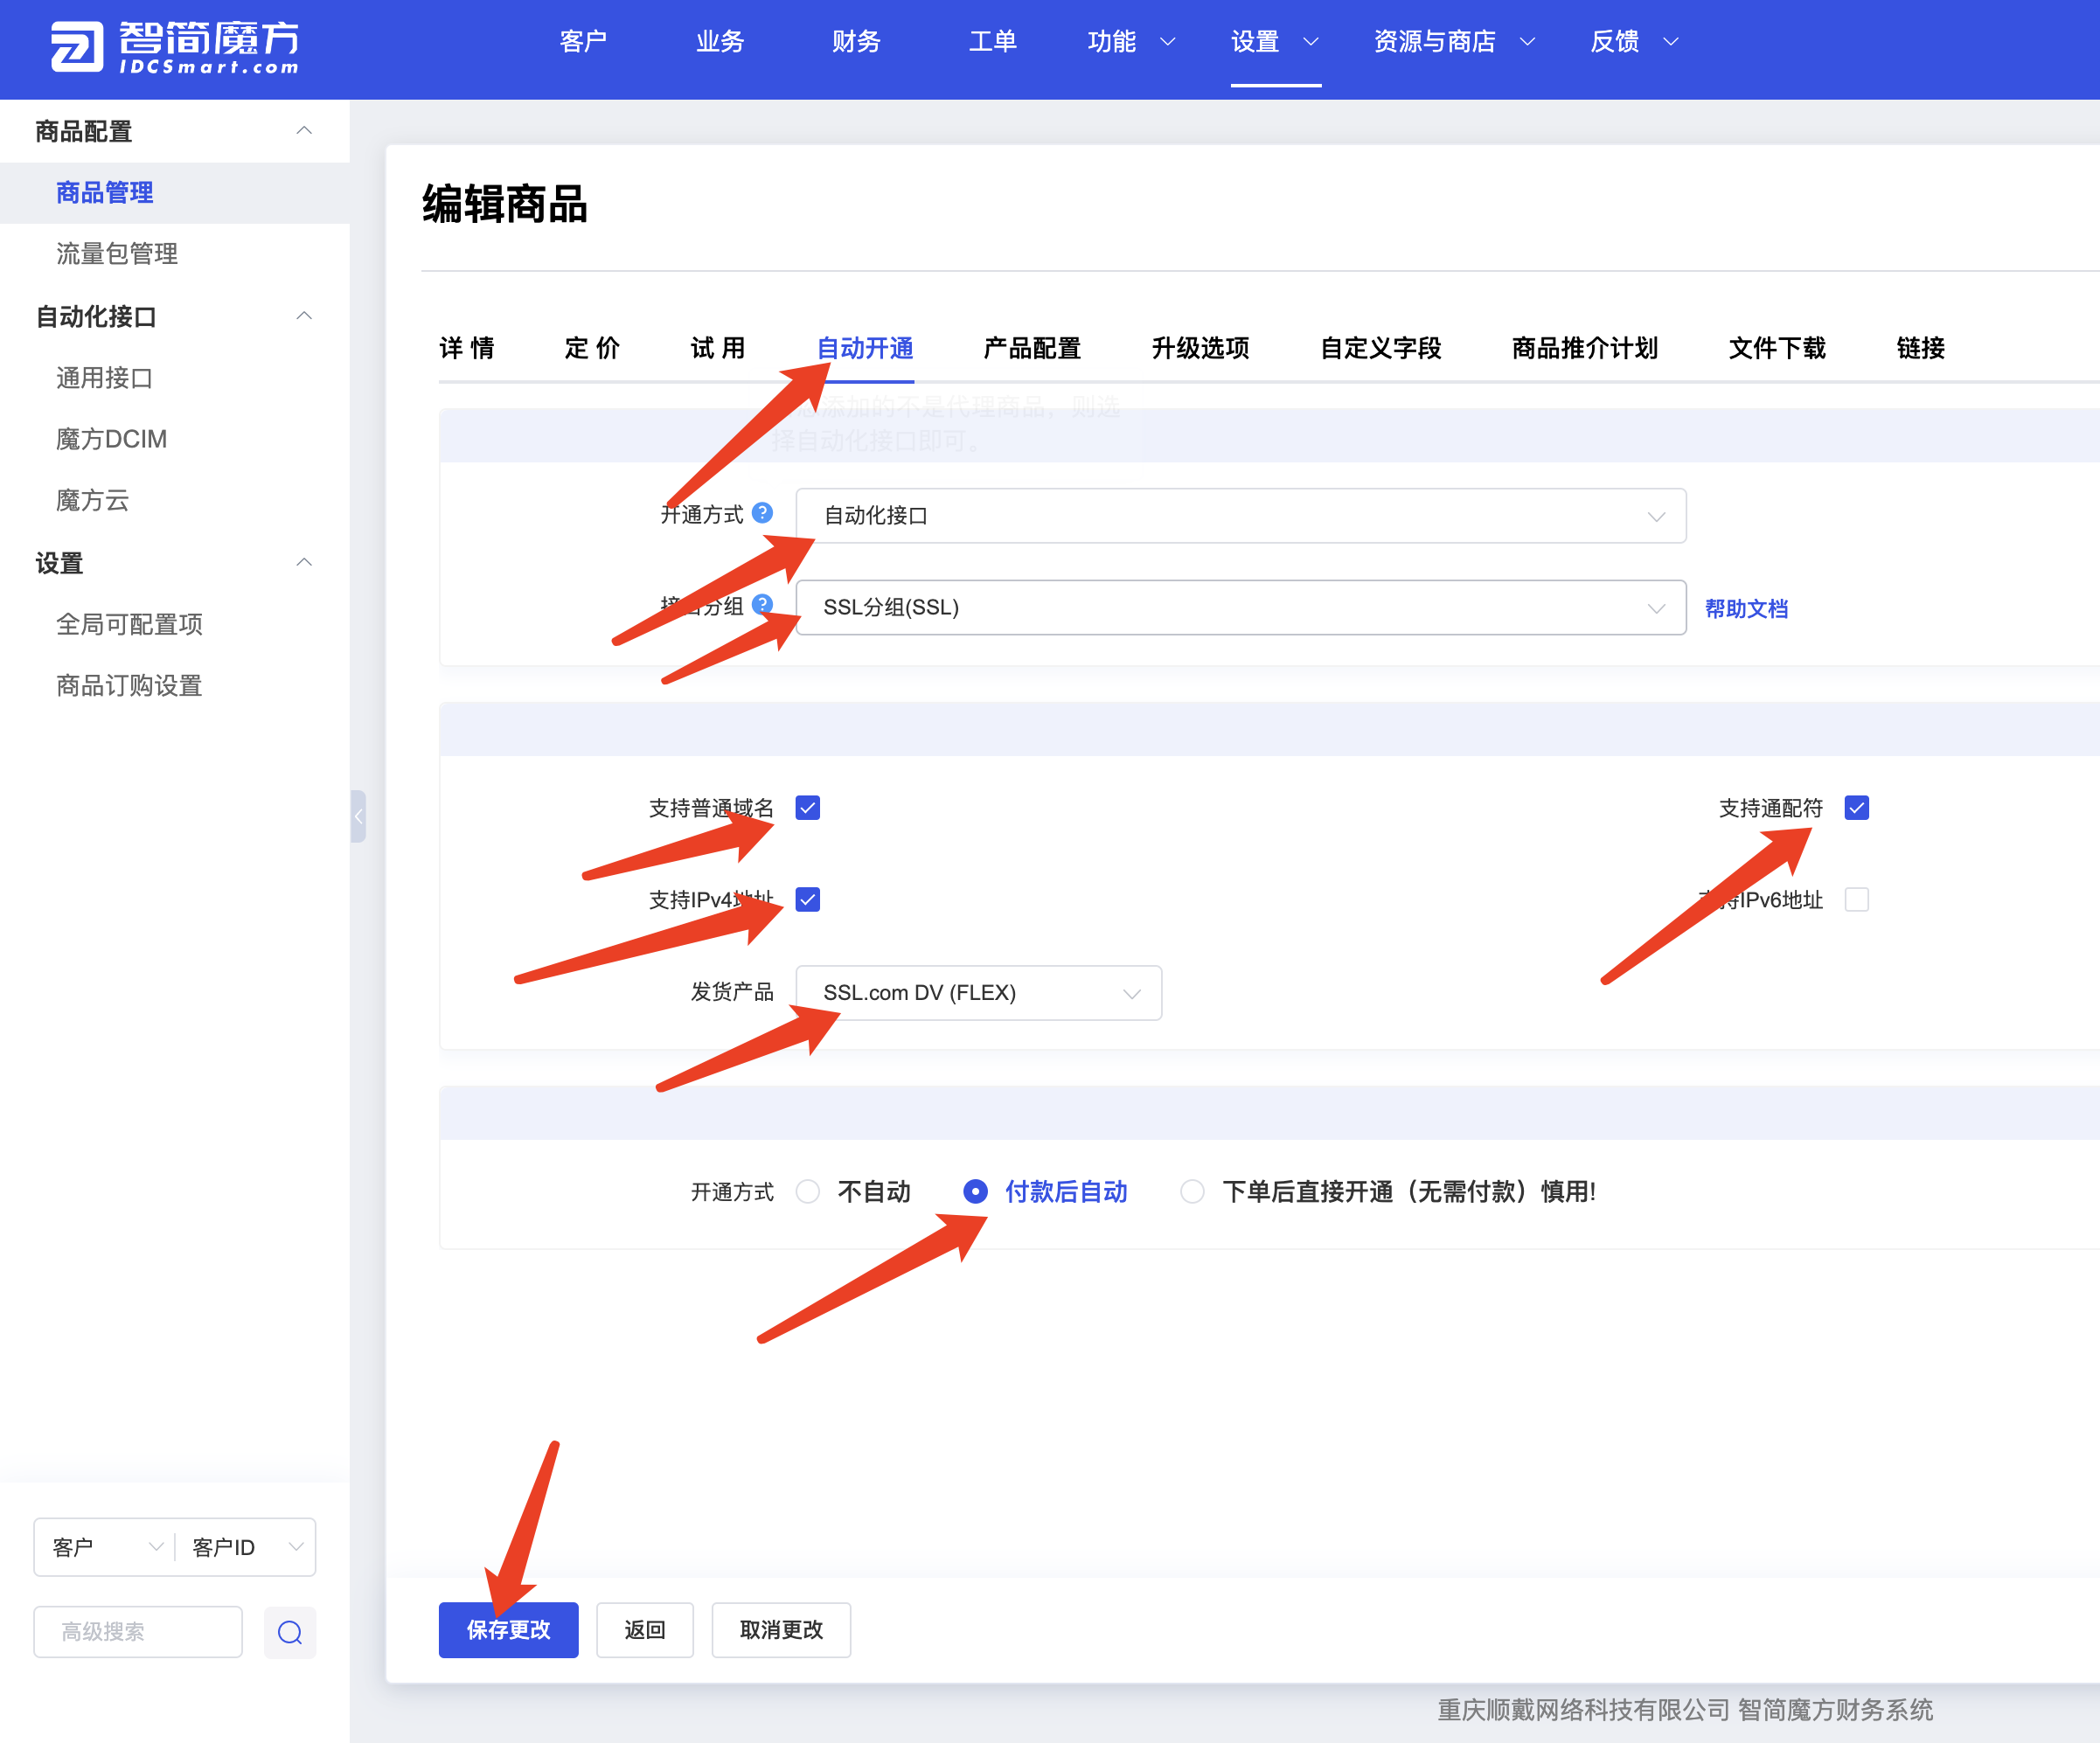 智简魔方
IDCSmart.com
客户
业务
财务
工单
功能
设置
资源与商店
反馈
商品配置
商品管理
流量包管理
自动化接口
通用接口
魔方DCIM
魔方云
设置
全局可配置项
商品订购设置
编辑商品
详 情
定 价
试 用
自动开通
产品配置
升级选项
自定义字段
商品推介计划
文件下载
链接
添加的不是代理商品，则选
择自动化接口即可。
开通方式
自动化接口
接口分组
SSL分组(SSL)
帮助文档
支持普通域名
支持通配符
支持IPv4地址
支持IPv6地址
发货产品
SSL.com DV (FLEX)
开通方式
不自动
付款后自动
下单后直接开通（无需付款）慎用!
客户
客户ID
高级搜索
保存更改
返回
取消更改
重庆顺戴网络科技有限公司 智简魔方财务系统